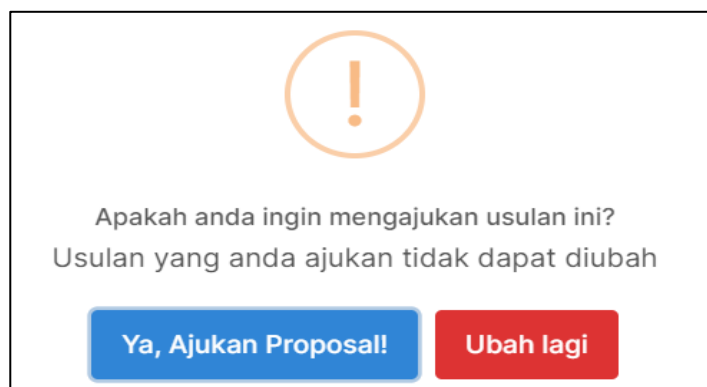 !
Apakah anda ingin mengajukan usulan ini?
Usulan yang anda ajukan tidak dapat diubah
Ya, Ajukan Proposal!
Ubah lagi